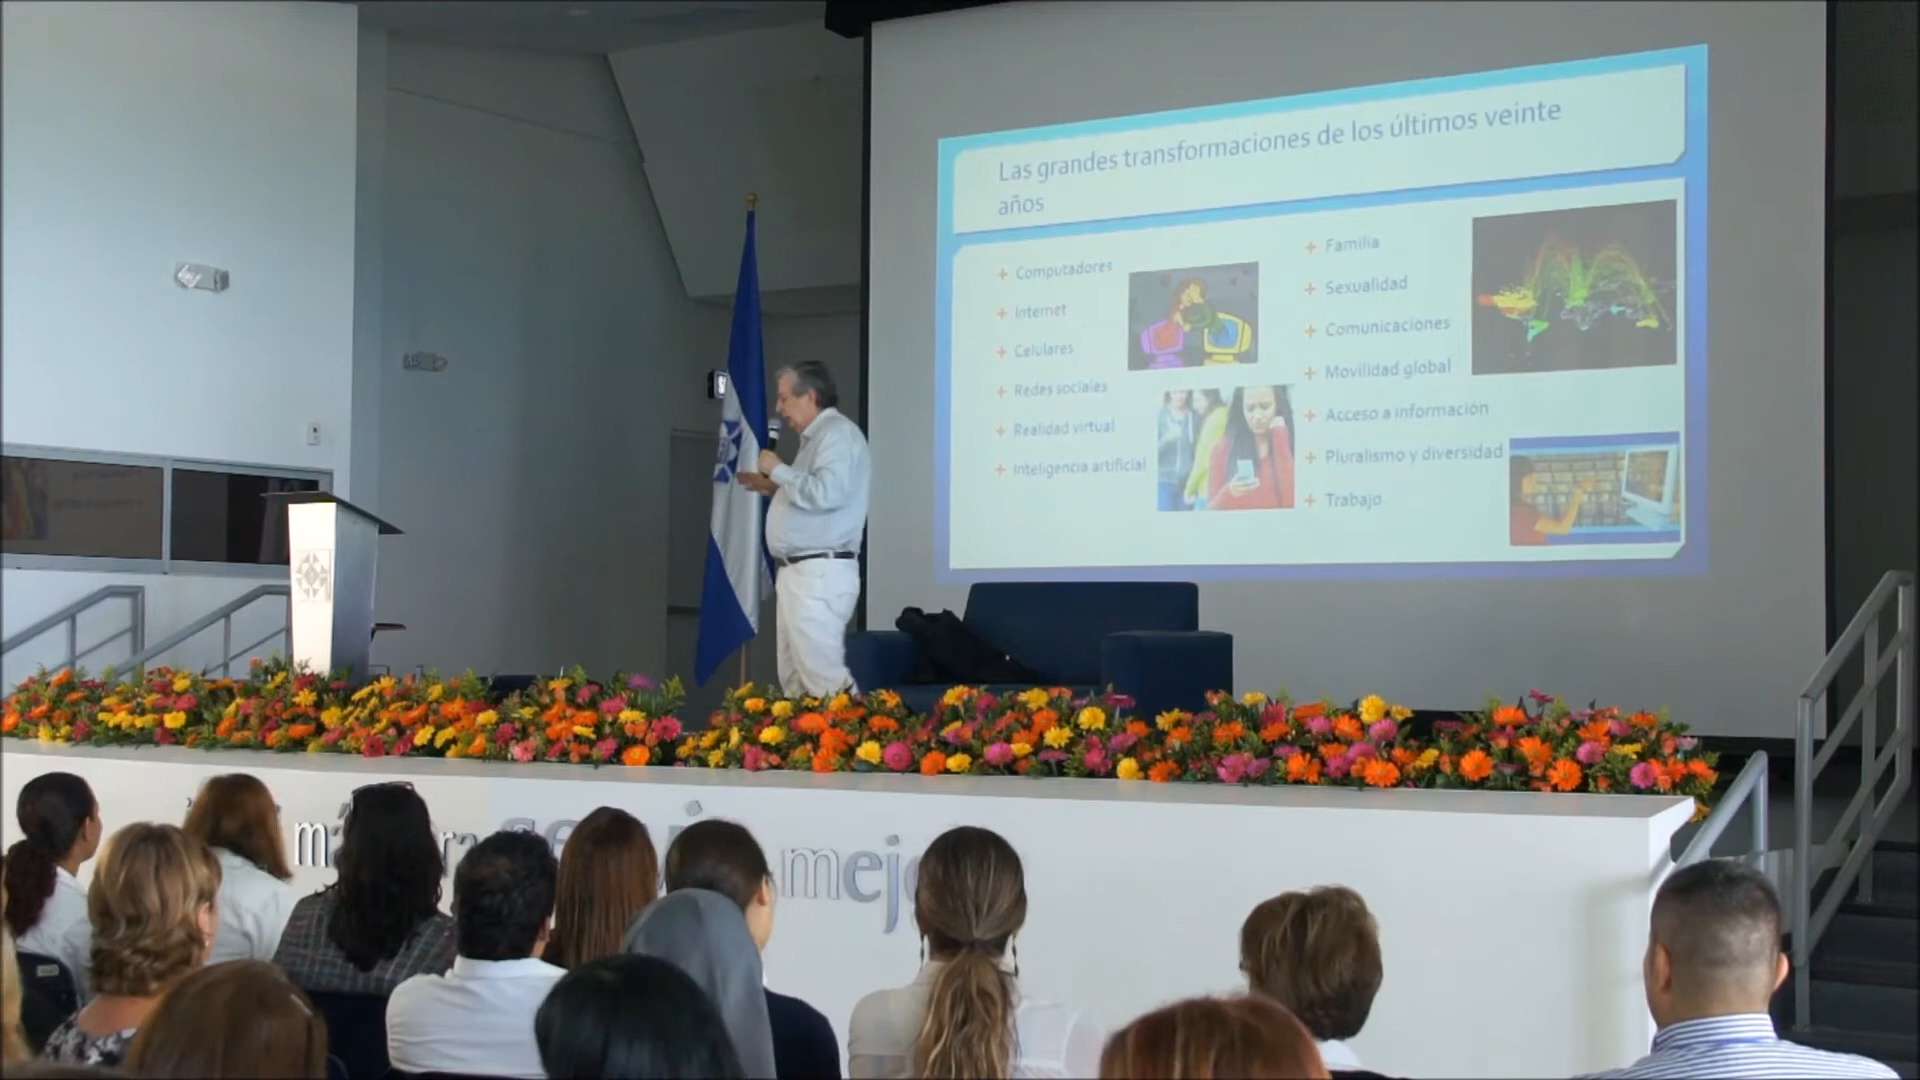 Las grandes transformaciones de los últimos veinte
años
+ Computadores
+ Internet
+ Celulares
+ Redes sociales
+ Realidad virtual
+ Inteligencia artificial
+ Familia
+ Sexualidad
+ Comunicaciones
+ Movilidad global
+ Acceso a información
+ Pluralismo y diversidad
+ Trabajo